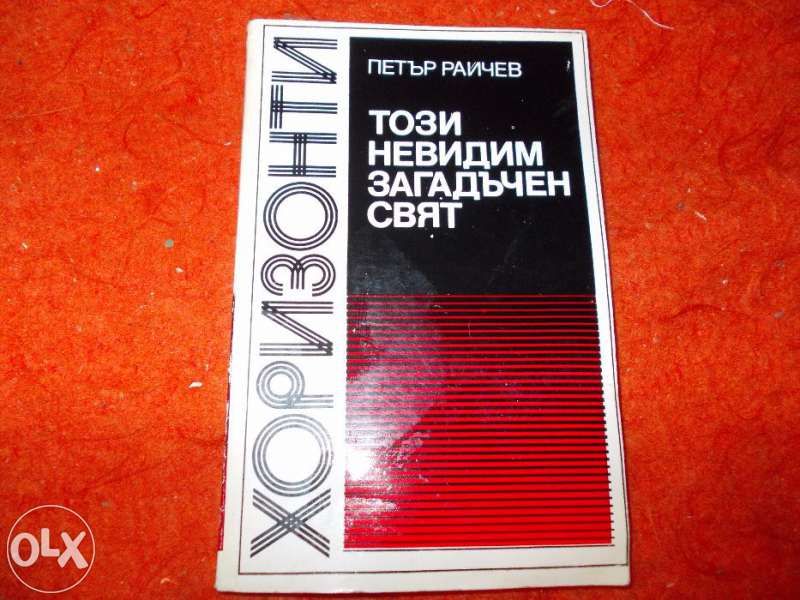 ХОРИЗОНТИ
ПЕТЪР РАЙЧЕВ
ТОЗИ
НЕВИДИМ
ЗАГАДЪЧЕН
СВЯТ
OLX